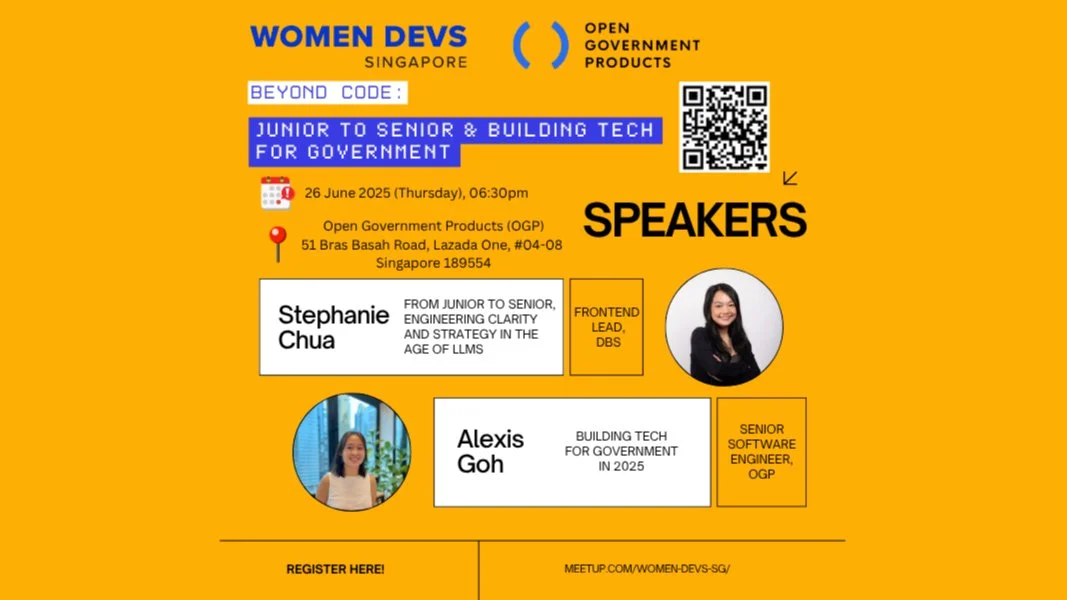 WOMEN DEVS
SINGAPORE
OPEN
GOVERNMENT
PRODUCTS
BEYOND CODE:
JUNIOR TO SENIOR & BUILDING TECH
FOR GOVERNMENT
26 June 2025 (Thursday), 06:30pm
Open Government Products (OGP)
51 Bras Basah Road, Lazada One, #04-08
Singapore 189554
SPEAKERS
Stephanie
Chua
FROM JUNIOR TO SENIOR,
ENGINEERING CLARITY
AND STRATEGY IN THE
AGE OF LLMS
FRONTEND
LEAD,
DBS
Alexis
Goh
BUILDING TECH
FOR GOVERNMENT
IN 2025
SENIOR
SOFTWARE
ENGINEER,
OGP
REGISTER HERE!
MEETUP.COM/WOMEN-DEVS-SG/